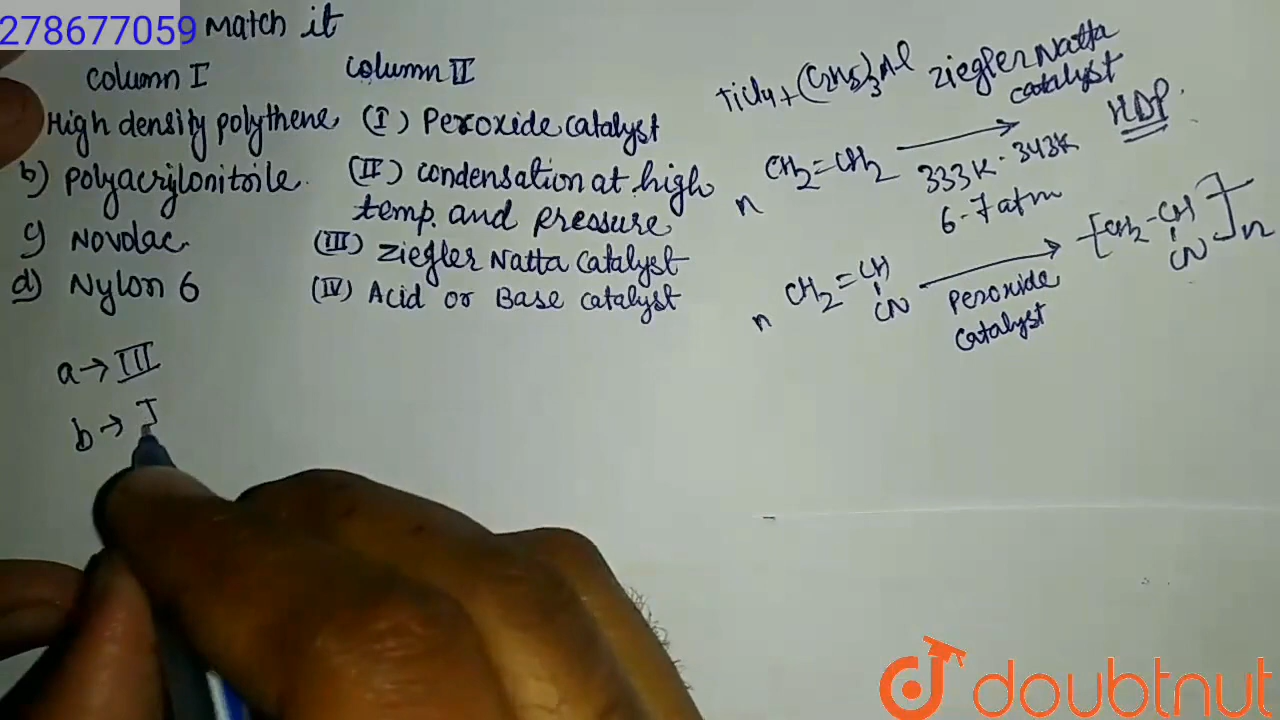 278677059 Match it
Column I
Column II
High density polythene
(I) Peroxide catalyst
b) Polyacrylonitrile
(II) condensation at high
temp. and pressure
c) Novolac
(III) Ziegler Natta catalyst
d) Nylon 6
(IV) Acid or Base catalyst
a → III
b → I
TiCl4 + (C2H5)3Al Ziegler Natta
catalyst
HDP
n CH2=CH2
333K-343K
6-7 atm
n CH2=CH
CN
Peroxide
catalyst
[CH2-CH]n
CN
doubtnut